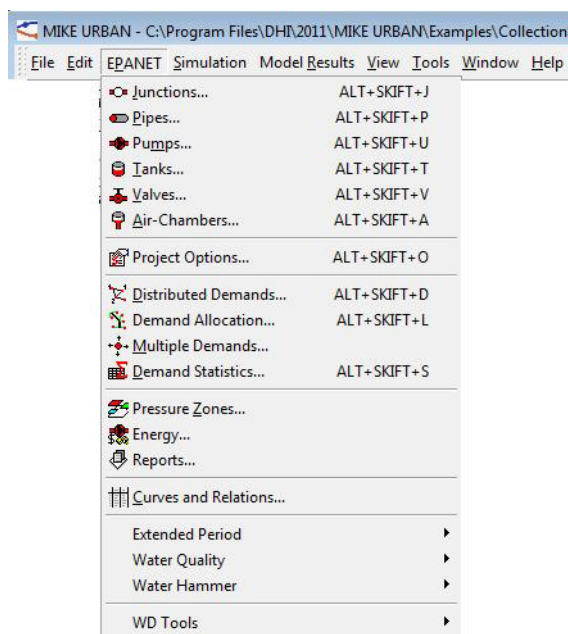 MIKE URBAN - C:\Program Files\DHI\2011\MIKE URBAN\Examples\Collection
File Edit EPANET Simulation Model Results View Tools Window Help
Junctions... ALT+SKIFT+J
Pipes... ALT+SKIFT+P
Pumps... ALT+SKIFT+U
Tanks... ALT+SKIFT+T
Valves... ALT+SKIFT+V
Air-Chambers... ALT+SKIFT+A
Project Options... ALT+SKIFT+O
Distributed Demands... ALT+SKIFT+D
Demand Allocation... ALT+SKIFT+L
Multiple Demands...
Demand Statistics... ALT+SKIFT+S
Pressure Zones...
Energy...
Reports...
Curves and Relations...
Extended Period
Water Quality
Water Hammer
WD Tools